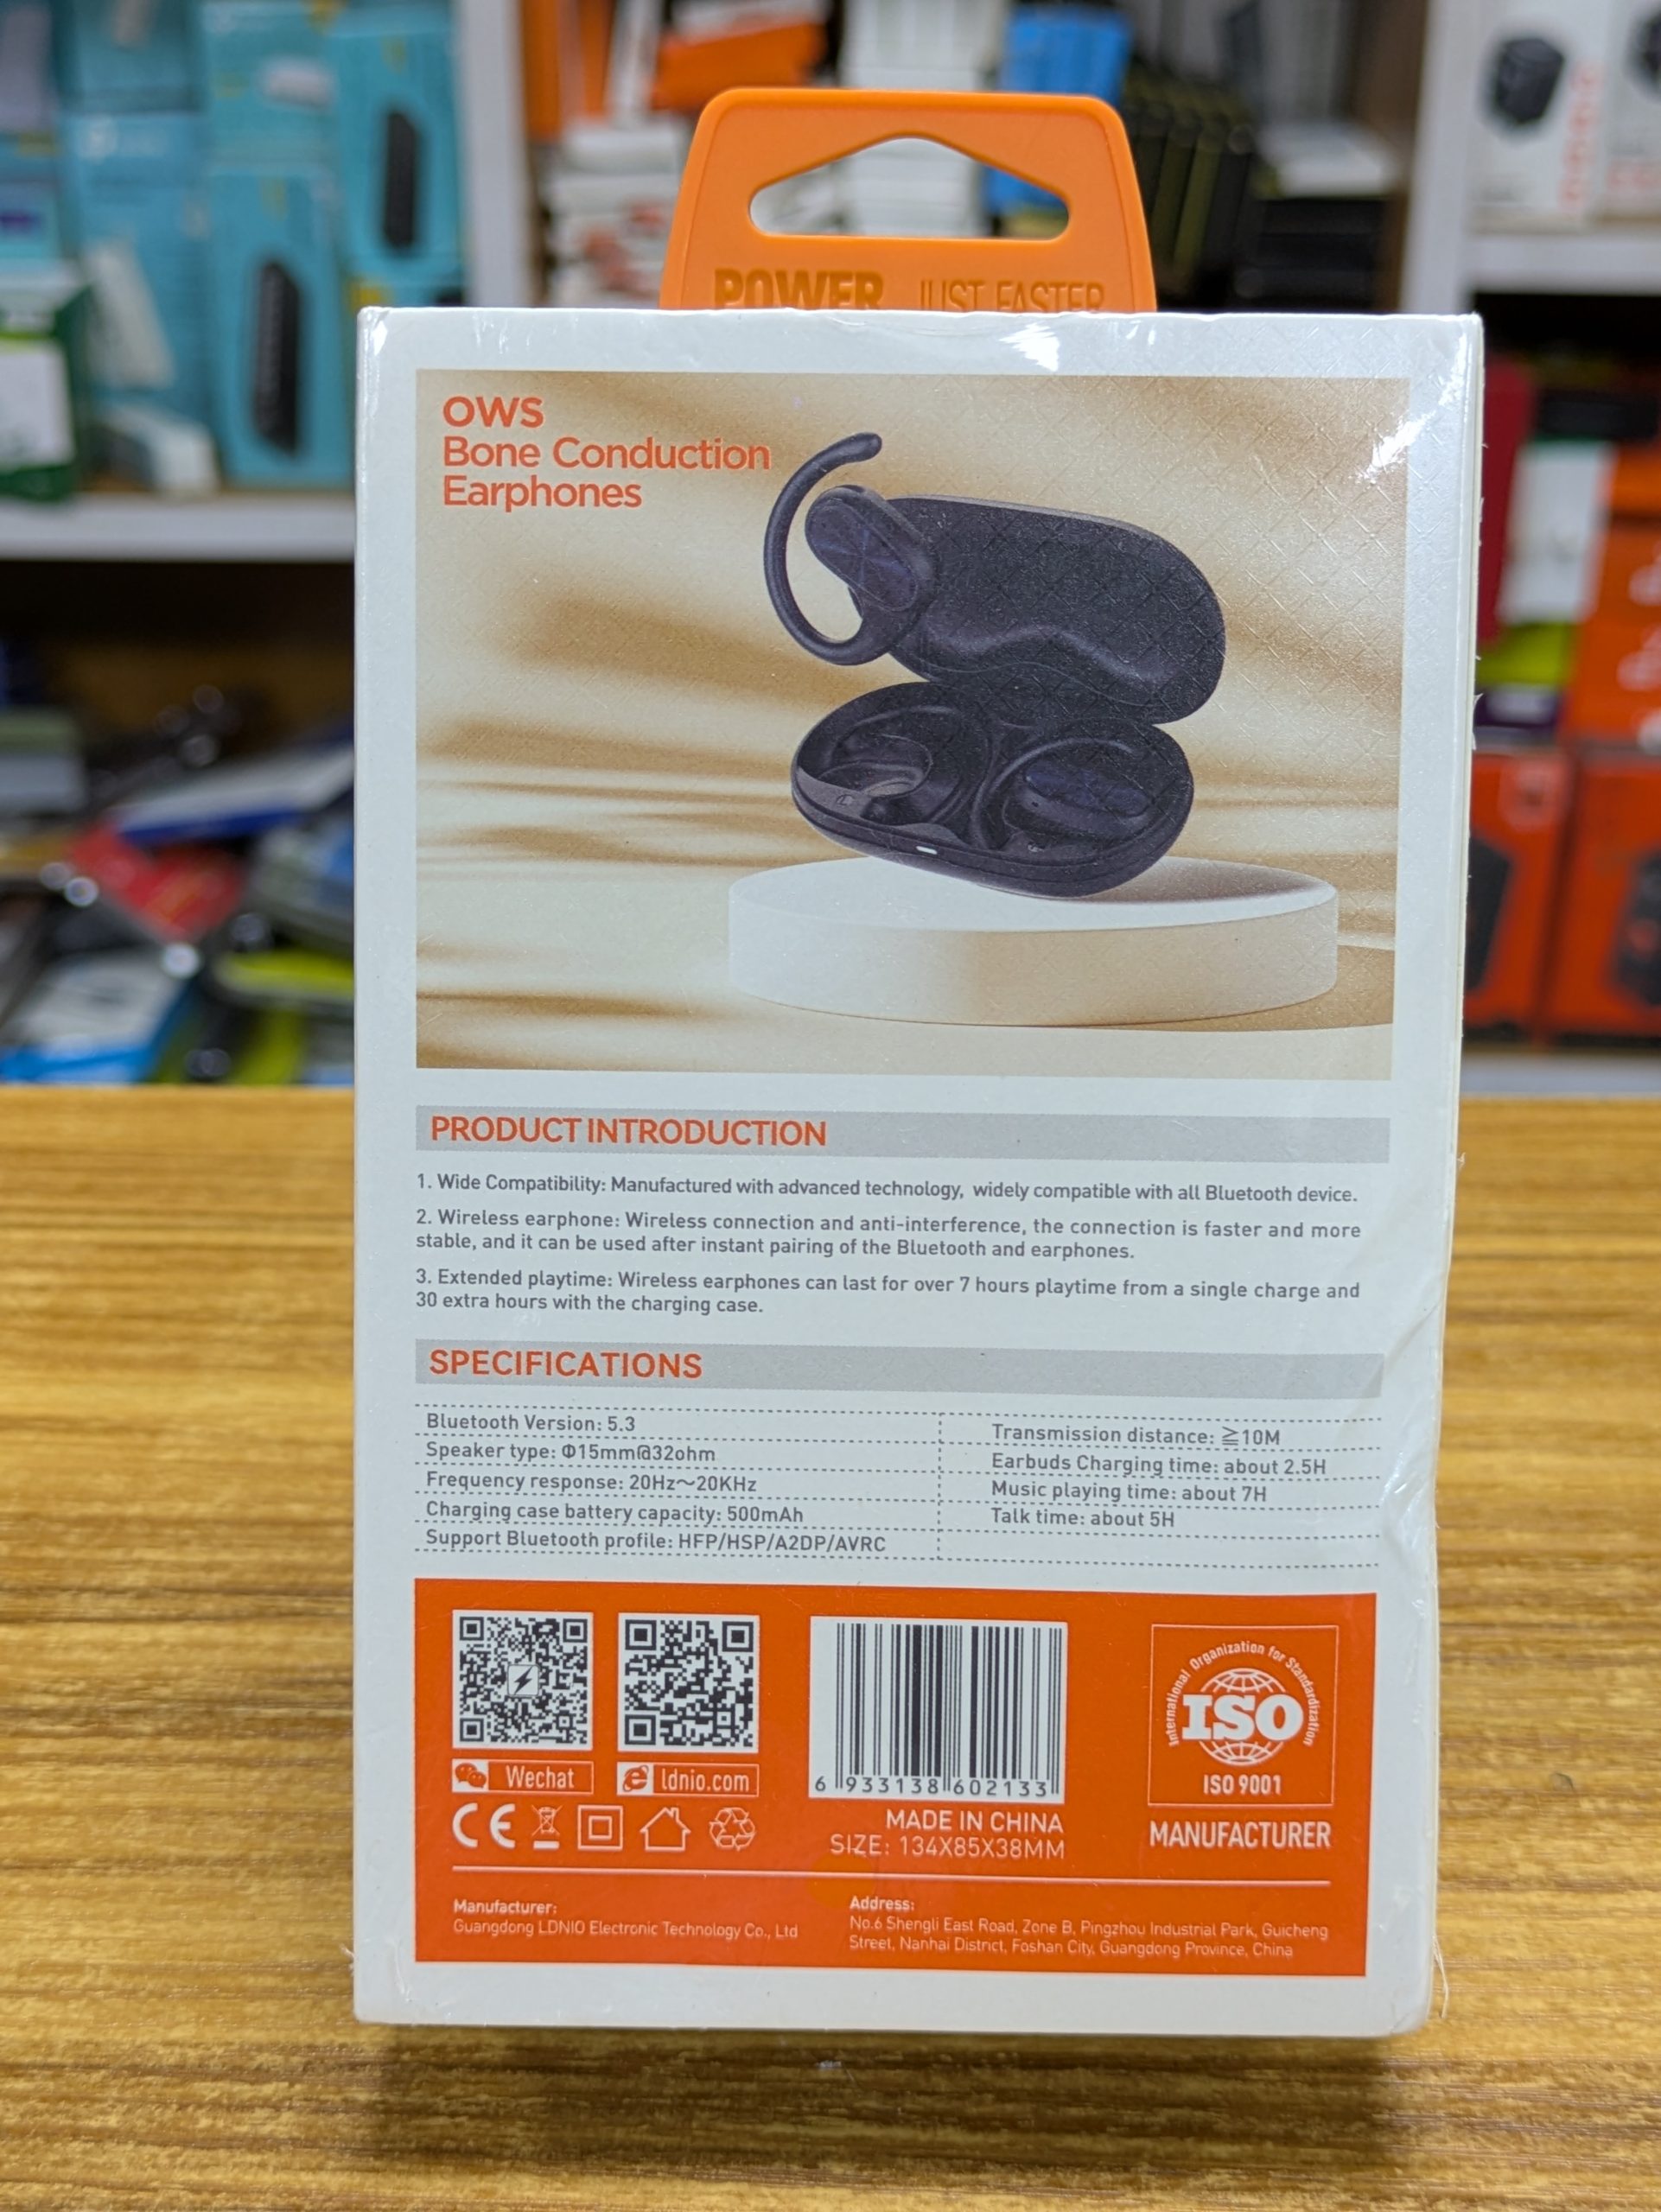 POWER JUST FASTER
OWS
Bone Conduction
Earphones
PRODUCT INTRODUCTION
1. Wide Compatibility: Manufactured with advanced technology, widely compatible with all Bluetooth device.
2. Wireless earphone: Wireless connection and anti-interference, the connection is faster and more
stable, and it can be used after instant pairing of the Bluetooth and earphones.
3. Extended playtime: Wireless earphones can last for over 7 hours playtime from a single charge and
30 extra hours with the charging case.
SPECIFICATIONS
Bluetooth Version: 5.3
Speaker type: Φ15mm@32ohm
Frequency response: 20Hz～20KHz
Charging case battery capacity: 500mAh
Support Bluetooth profile: HFP/HSP/A2DP/AVRC
Transmission distance: ≧10M
Earbuds Charging time: about 2.5H
Music playing time: about 7H
Talk time: about 5H
Wechat
ldnio.com
6 933138 602133
MADE IN CHINA
SIZE: 134X85X38MM
International Organization for Standardization
ISO
ISO 9001
MANUFACTURER
CE
Manufacturer:
Guangdong LDNIO Electronic Technology Co., Ltd
Address:
No.6 Shengli East Road, Zone B, Pingzhou Industrial Park, Guicheng
Street, Nanhai District, Foshan City, Guangdong Province, China